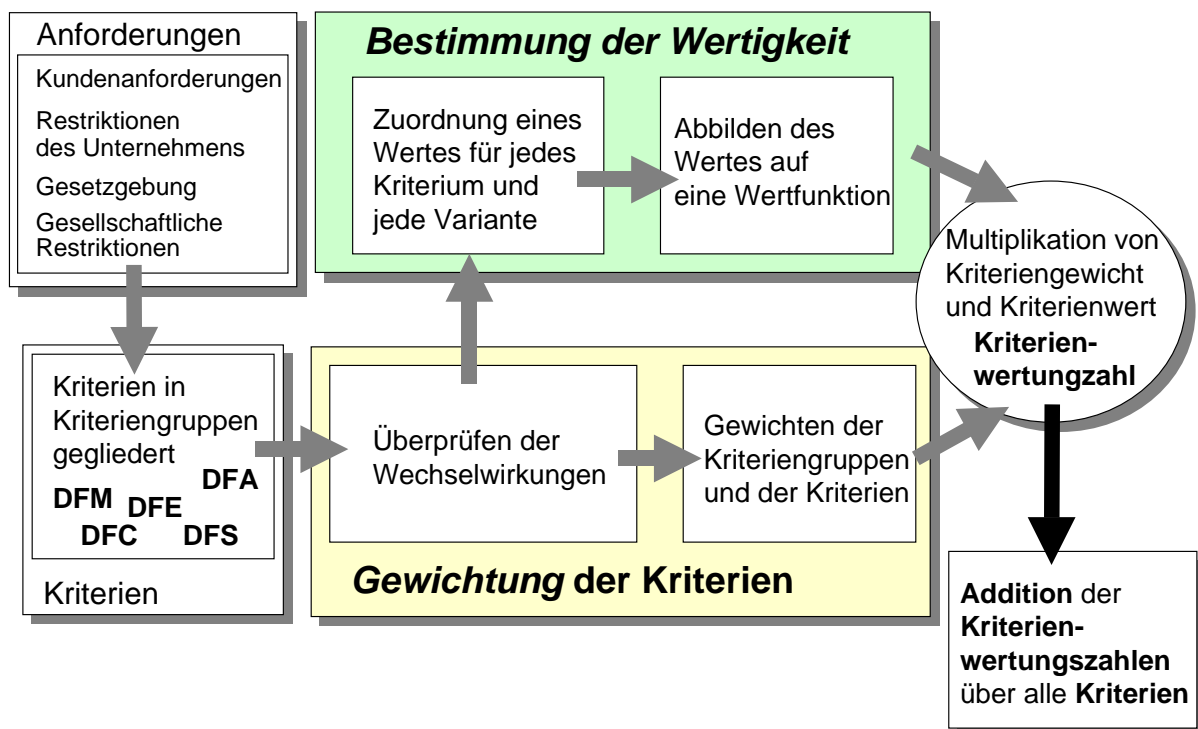 Anforderungen
Kundenanforderungen
Restriktionen
des Unternehmens
Gesetzgebung
Gesellschaftliche
Restriktionen
Kriterien in
Kriteriengruppen
gegliedert
DFA
DFM DFE
DFC DFS
Kriterien
Bestimmung der Wertigkeit
Zuordnung eines
Wertes für jedes
Kriterium und
jede Variante
Abbilden des
Wertes auf
eine Wertfunktion
Überprüfen der
Wechselwirkungen
Gewichten der
Kriteriengruppen
und der Kriterien
Gewichtung der Kriterien
Multiplikation von
Kriteriengewicht
und Kriterienwert
Kriterien-
wertungzahl
Addition der
Kriterien-
wertungszahlen
über alle Kriterien